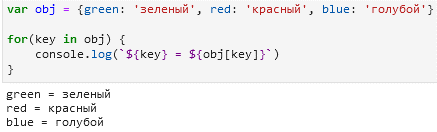 var obj = {green: 'зеленый', red: 'красный', blue: 'голубой'}
for(key in obj) {
console.log(`${key} = ${obj[key]}`)
}
green = зеленый
red = красный
blue = голубой